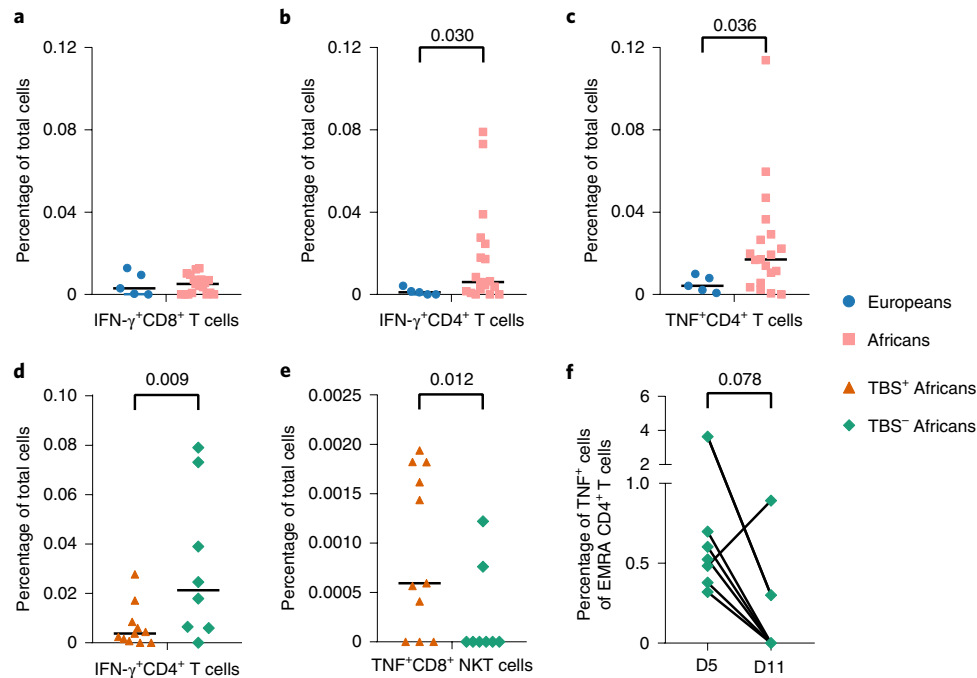 a
Percentage of total cells
0.12
0.08
0.04
0
IFN-γ⁺CD8⁺ T cells
b
Percentage of total cells
0.12
0.08
0.04
0
0.030
IFN-γ⁺CD4⁺ T cells
c
Percentage of total cells
0.12
0.08
0.04
0
0.036
TNF⁺CD4⁺ T cells
Europeans
Africans
TBS⁺ Africans
TBS⁻ Africans
d
Percentage of total cells
0.10
0.08
0.06
0.04
0.02
0
0.009
IFN-γ⁺CD4⁺ T cells
e
Percentage of total cells
0.0025
0.0020
0.0015
0.0010
0.0005
0
0.012
TNF⁺CD8⁺ NKT cells
f
Percentage of TNF⁺ cells
of EMRA CD4⁺ T cells
6
4
2
1.0
0.5
0
0.078
D5 D11